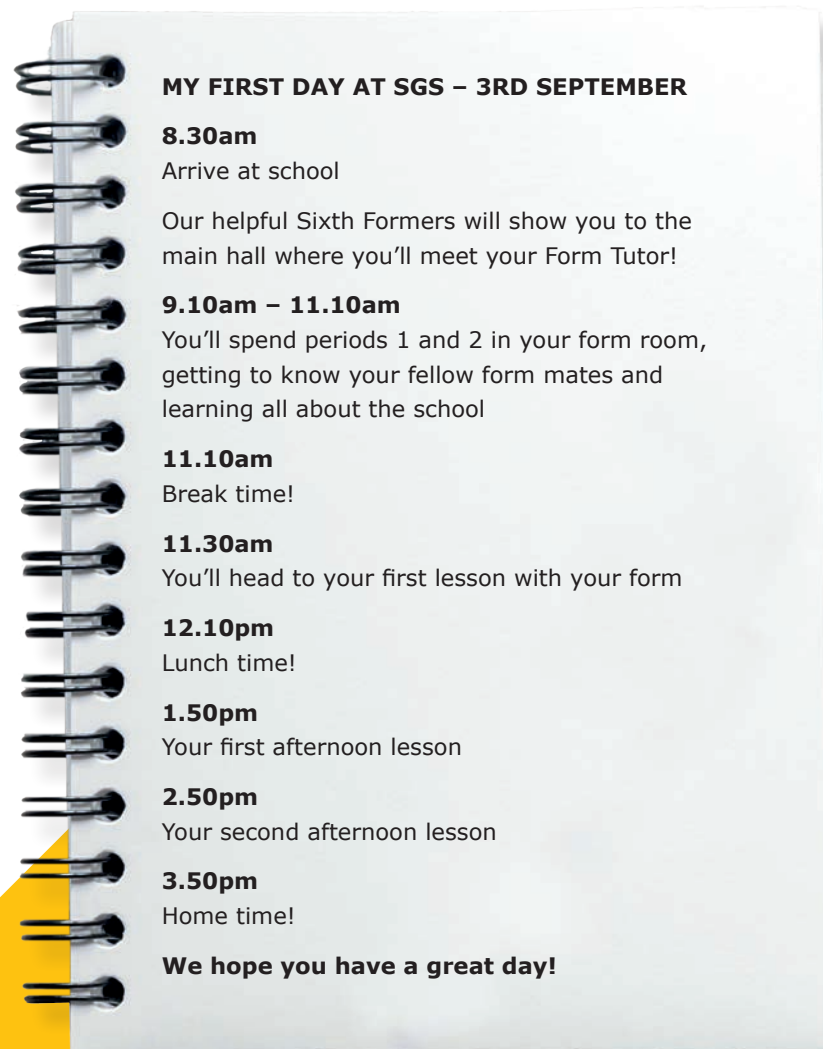 MY FIRST DAY AT SGS – 3RD SEPTEMBER
8.30am
Arrive at school
Our helpful Sixth Formers will show you to the
main hall where you'll meet your Form Tutor!
9.10am – 11.10am
You'll spend periods 1 and 2 in your form room,
getting to know your fellow form mates and
learning all about the school
11.10am
Break time!
11.30am
You'll head to your first lesson with your form
12.10pm
Lunch time!
1.50pm
Your first afternoon lesson
2.50pm
Your second afternoon lesson
3.50pm
Home time!
We hope you have a great day!